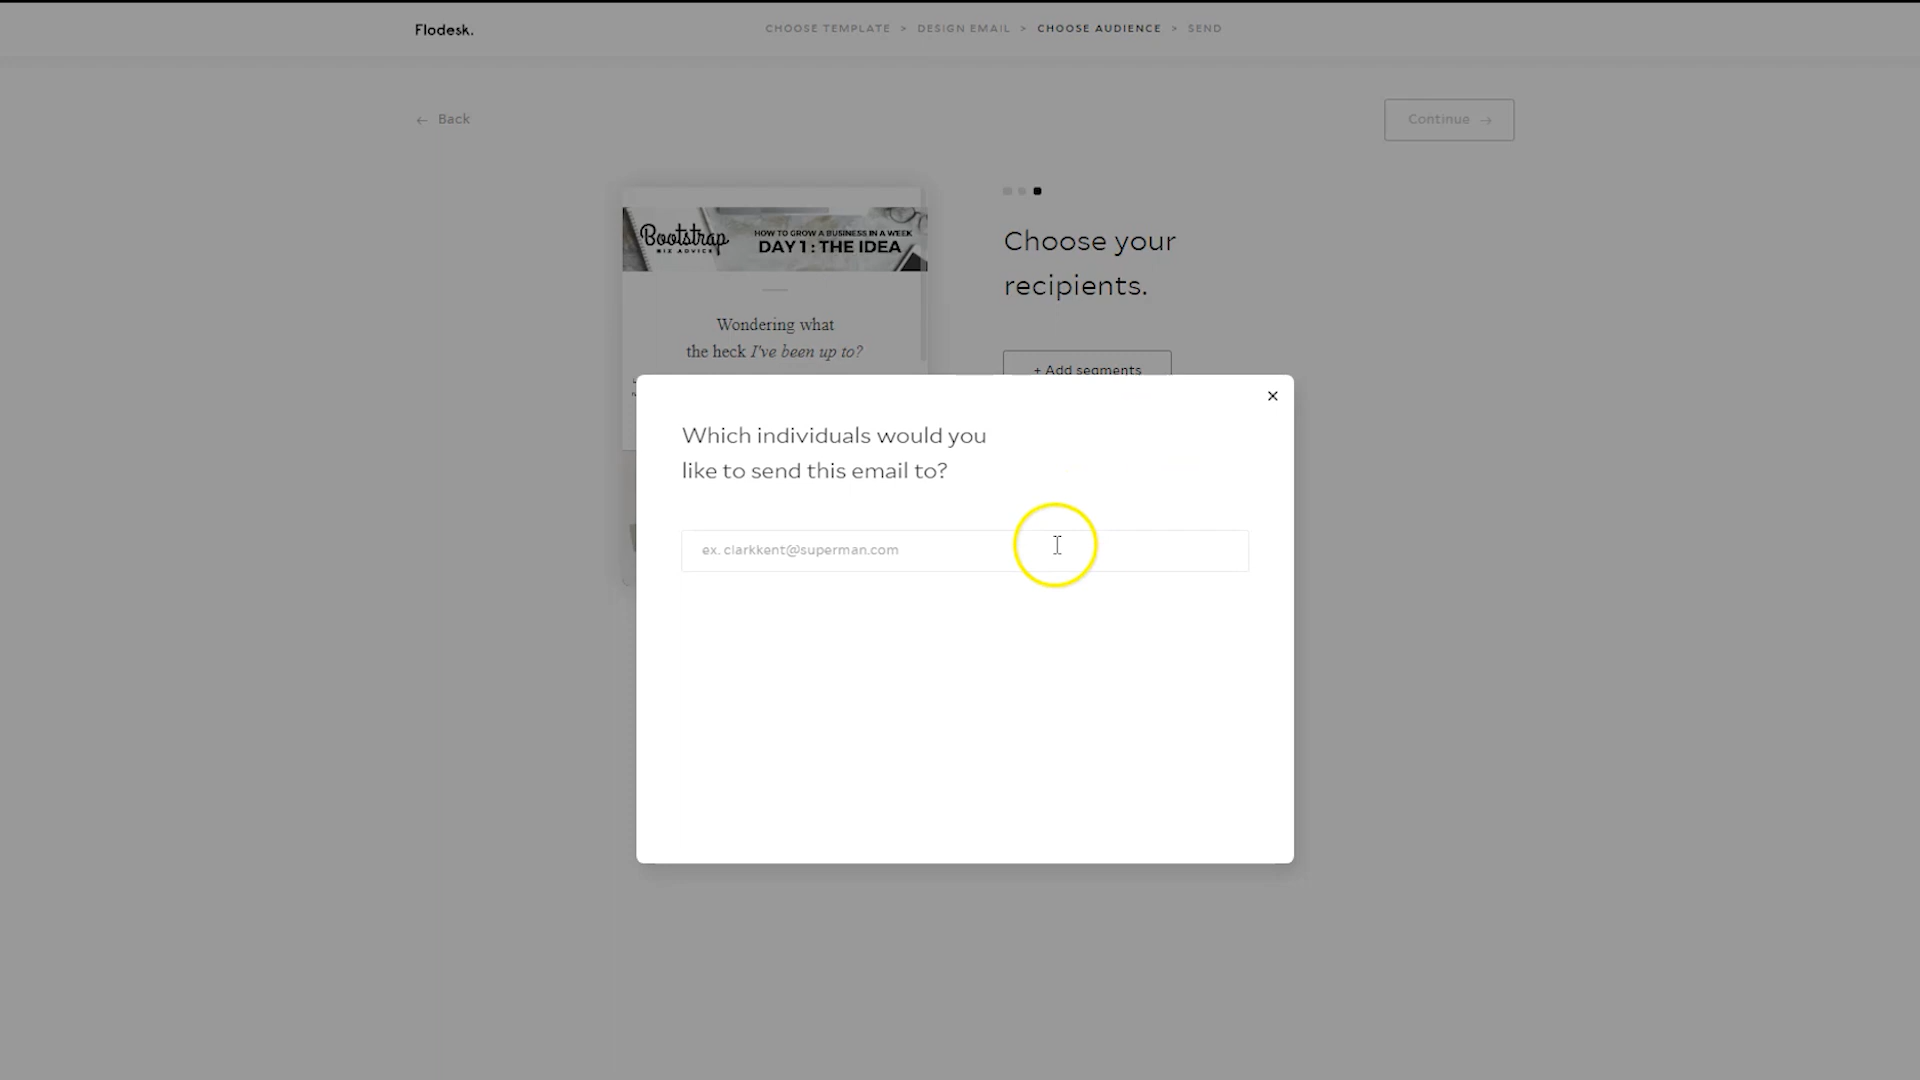 Flodesk.
CHOOSE TEMPLATE > DESIGN EMAIL > CHOOSE AUDIENCE > SEND
← Back
Continue →
Bootstrap
BIZ ADVICE
HOW TO GROW A BUSINESS IN A WEEK
DAY 1 : THE IDEA
Wondering what
the heck I've been up to?
Choose your
recipients.
+ Add segments
×
Which individuals would you
like to send this email to?
ex. clarkkent@superman.com